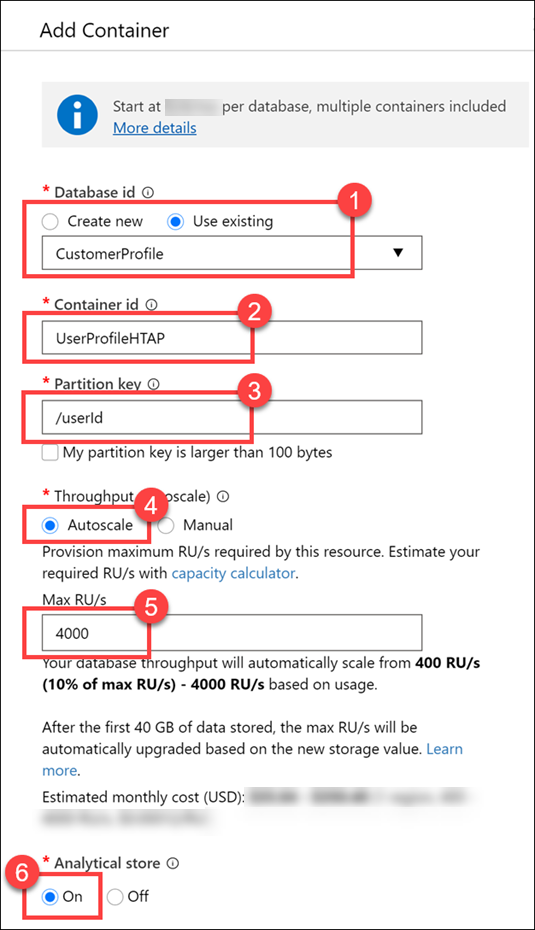 Add Container
Start at per database, multiple containers included
More details
* Database id
1
Create new Use existing
CustomerProfile
* Container id
2
UserProfileHTAP
* Partition key
3
/userId
My partition key is larger than 100 bytes
* Throughput oscale)
4
Autoscale Manual
Provision maximum RU/s required by this resource. Estimate your
required RU/s with capacity calculator.
Max RU/s
5
4000
Your database throughput will automatically scale from 400 RU/s
(10% of max RU/s) - 4000 RU/s based on usage.
After the first 40 GB of data stored, the max RU/s will be
automatically upgraded based on the new storage value. Learn
more.
Estimated monthly cost (USD):
* Analytical store
6
On Off